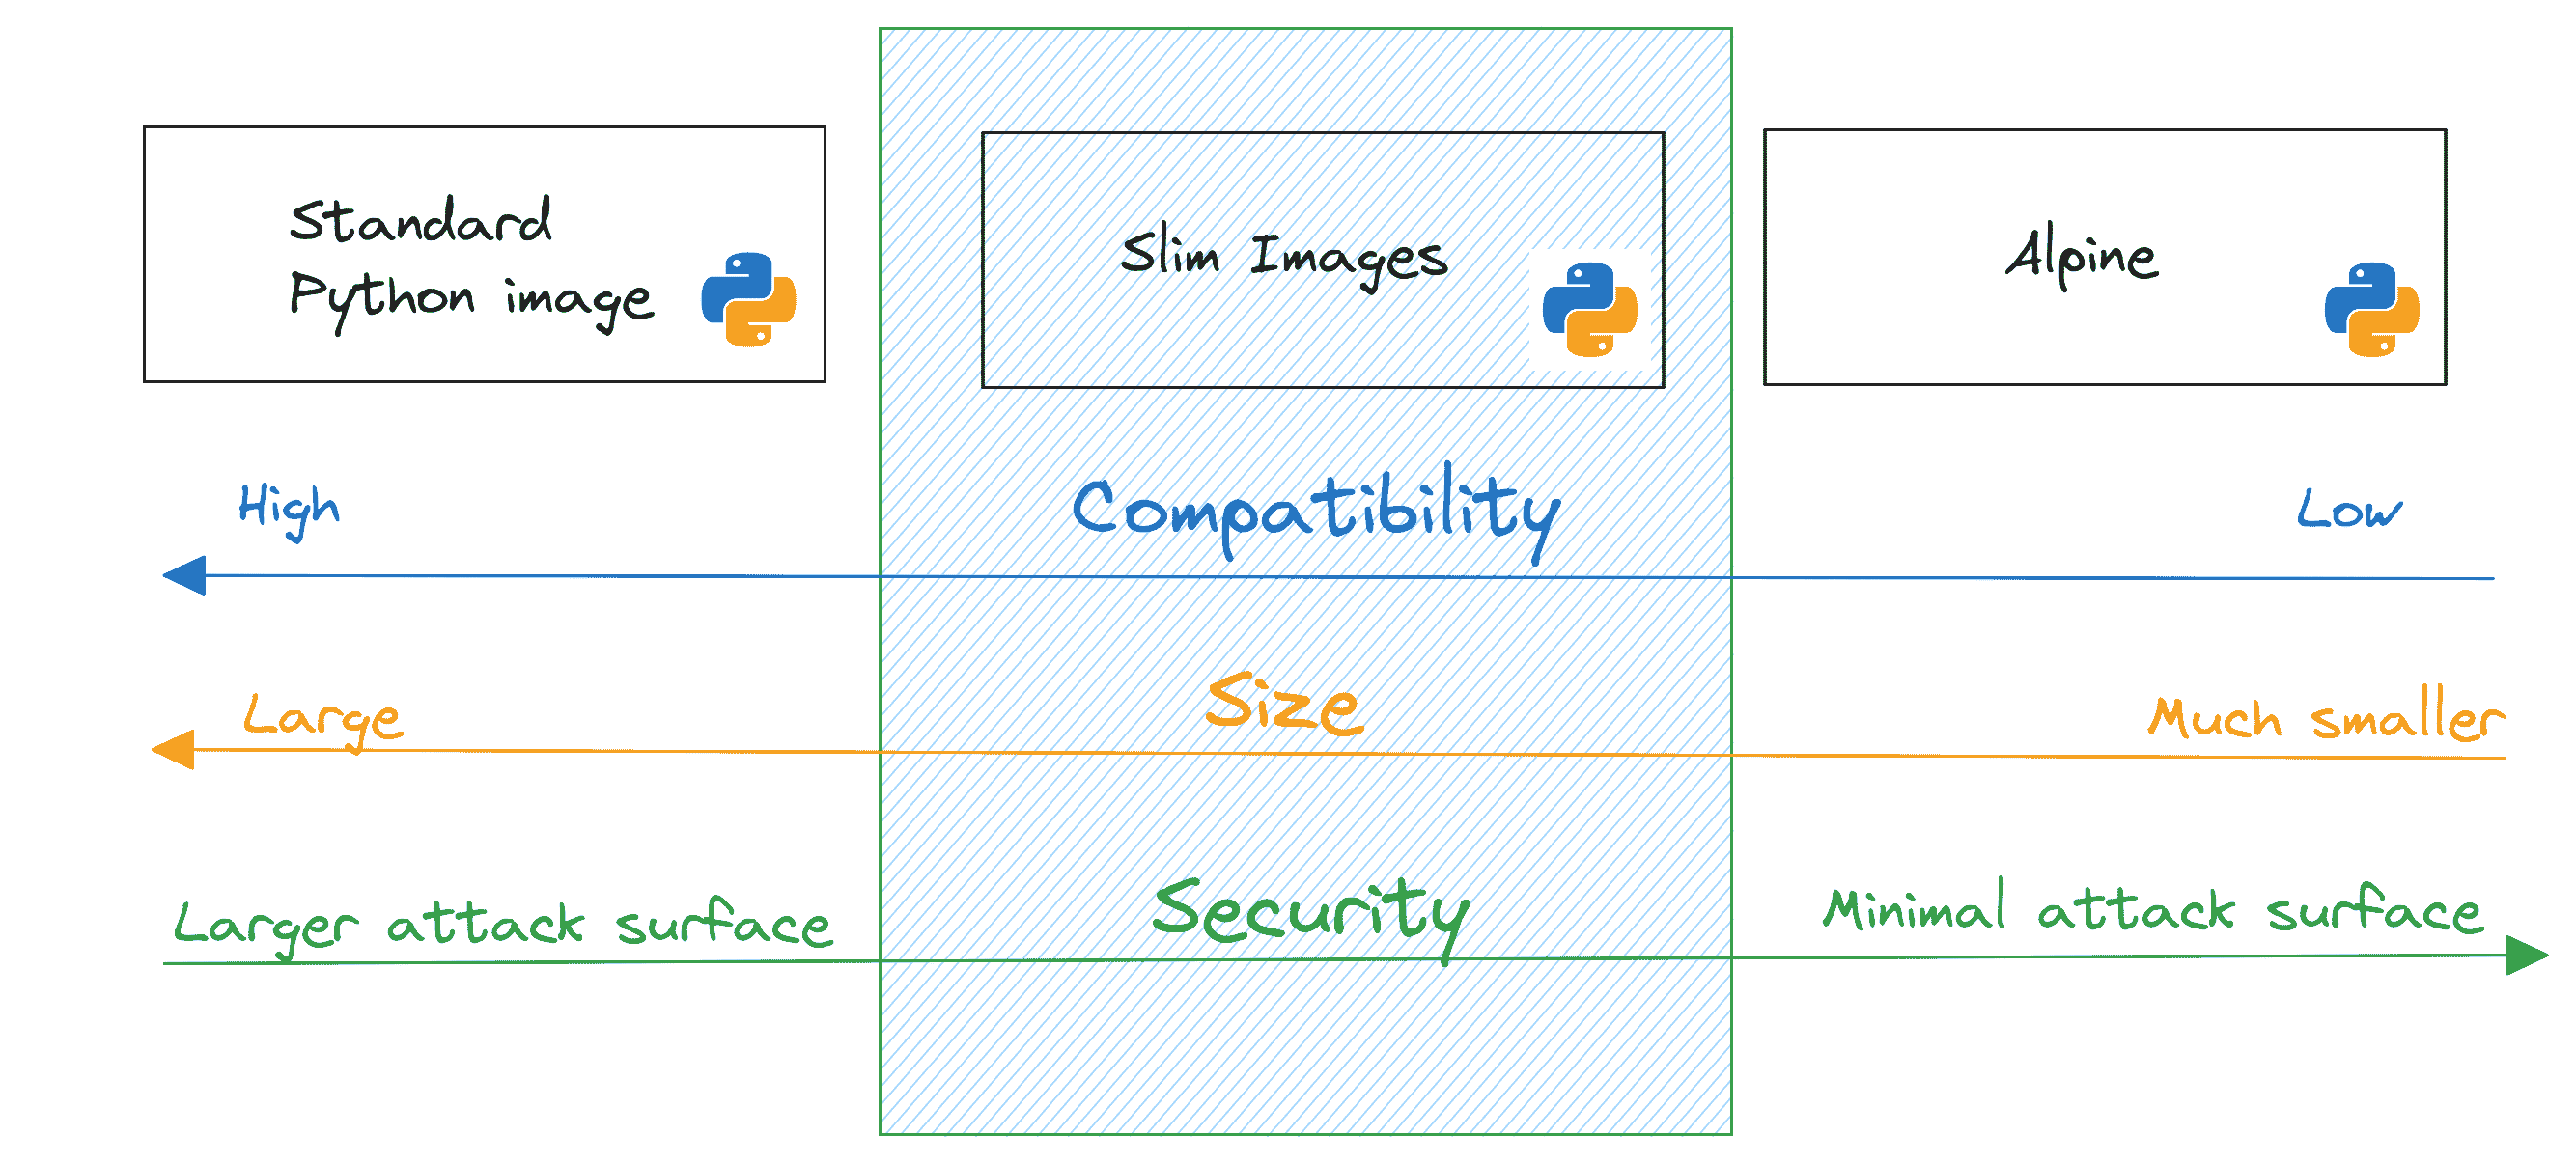 Standard
Python image
Slim Images
Alpine
High
Compatibility
Low
Large
Size
Much smaller
Larger attack surface
Security
Minimal attack surface